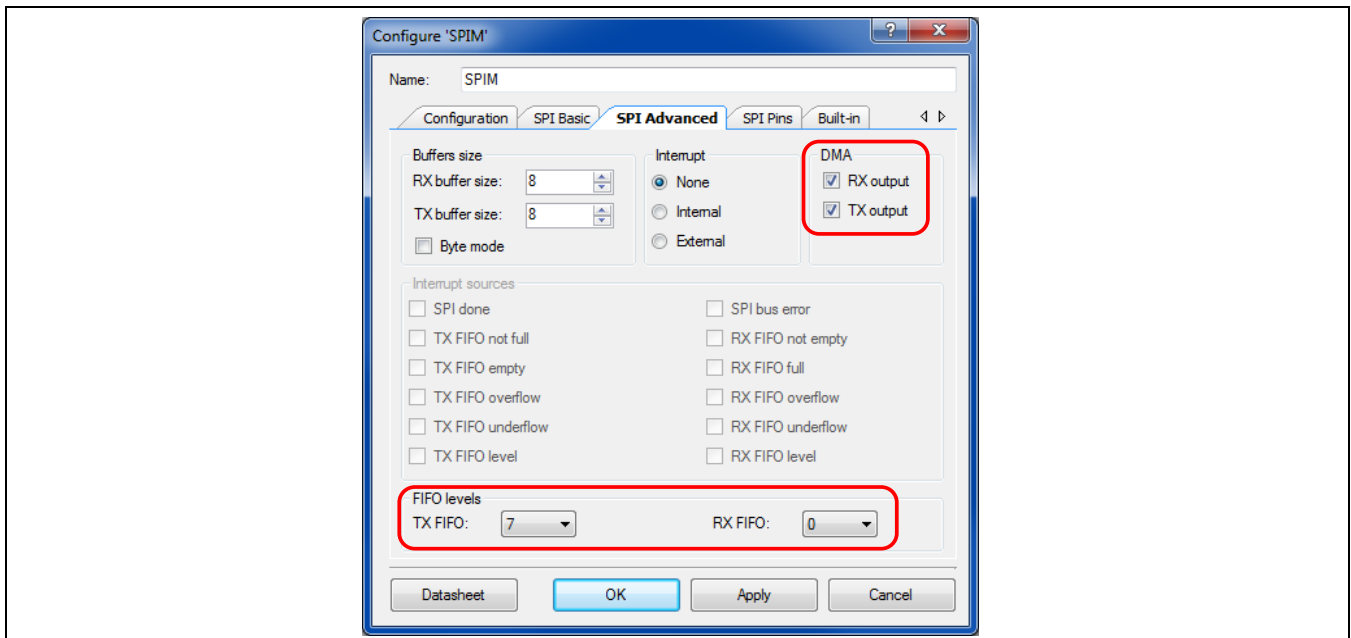 Configure 'SPIM'
Name: SPIM
Configuration SPI Basic SPI Advanced SPI Pins Built-in
Buffers size Interrupt DMA
RX buffer size: 8 None RX output
TX buffer size: 8 Internal TX output
Byte mode External
Interrupt sources
SPI done SPI bus error
TX FIFO not full RX FIFO not empty
TX FIFO empty RX FIFO full
TX FIFO overflow RX FIFO overflow
TX FIFO underflow RX FIFO underflow
TX FIFO level RX FIFO level
FIFO levels
TX FIFO: 7 RX FIFO: 0
Datasheet OK Apply Cancel